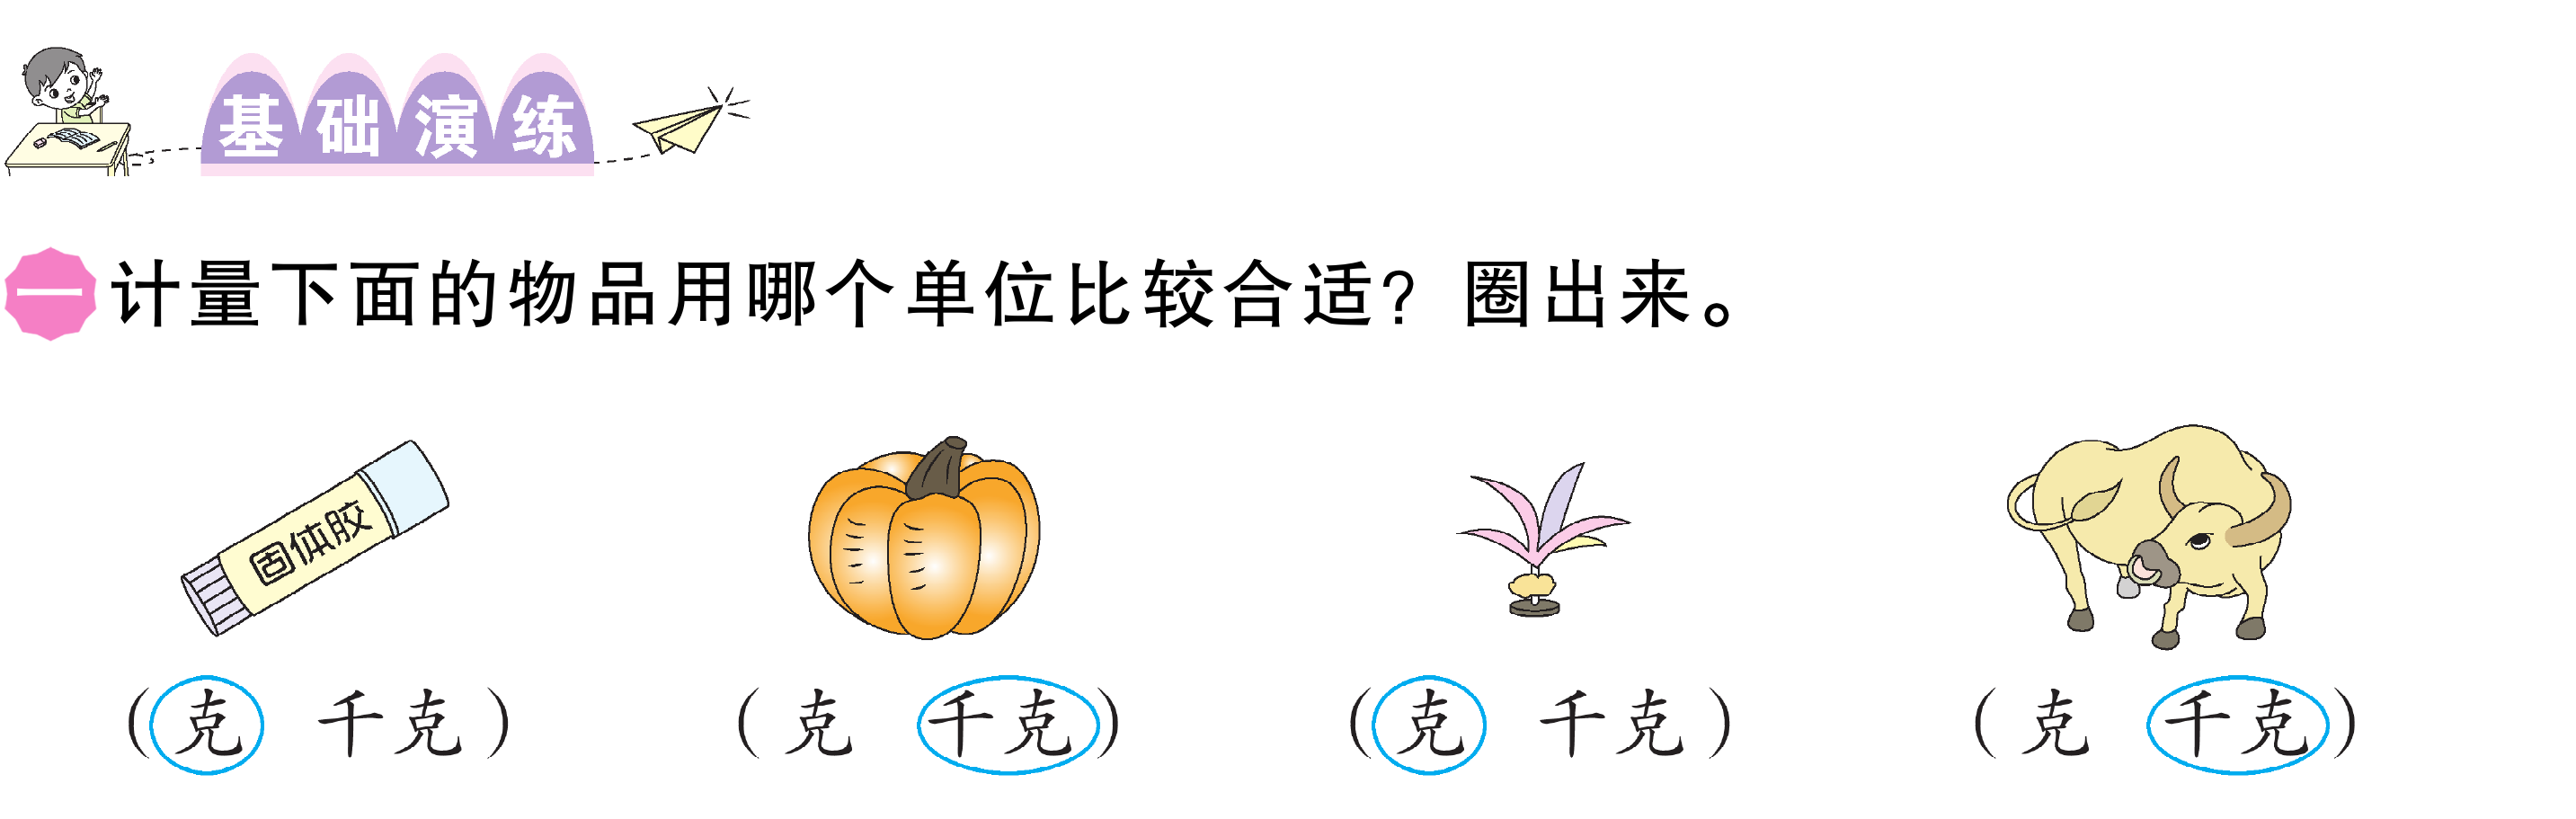 基础演练
一 计量下面的物品用哪个单位比较合适？圈出来。
固体胶
（克 千克） （克 千克） （克 千克） （克 千克）